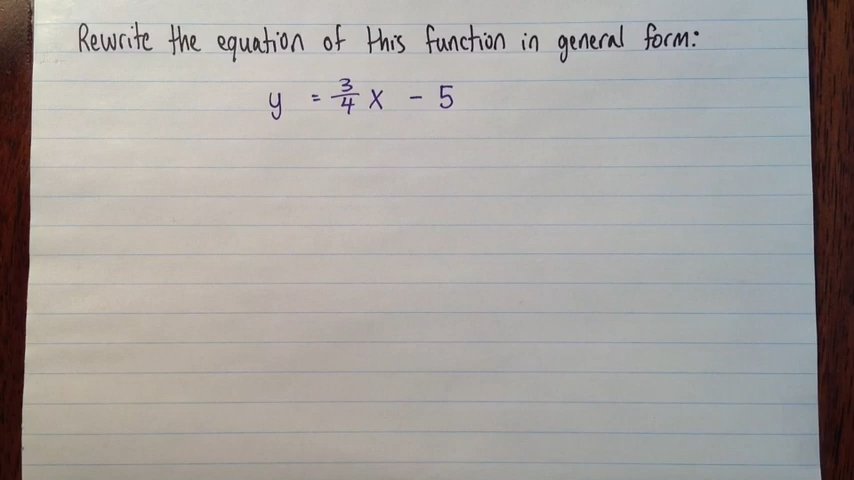 Rewrite the equation of this function in general form:
y = 3/4 x - 5